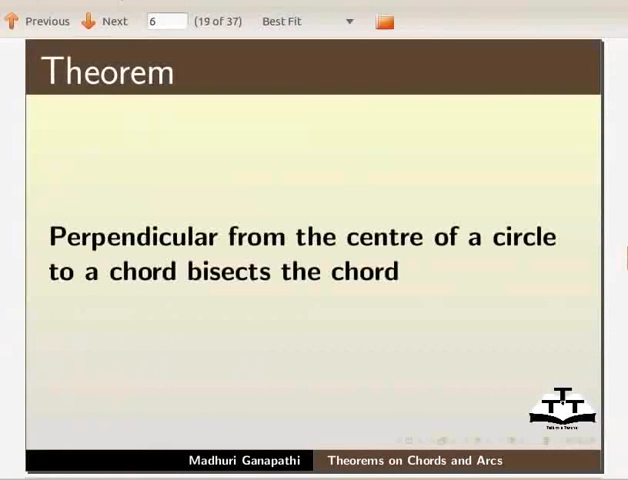 Previous Next 6 (19 of 37) Best Fit
Theorem
Perpendicular from the centre of a circle
to a chord bisects the chord
TTT
Madhuri Ganapathi Theorems on Chords and Arcs